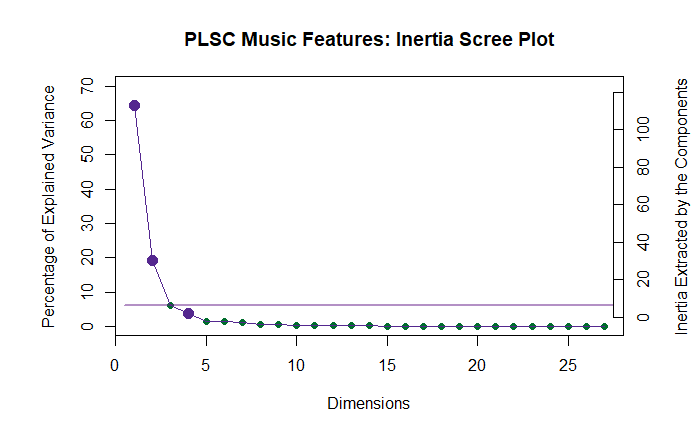 PLSC Music Features: Inertia Scree Plot
Percentage of Explained Variance
70
60
50
40
30
20
10
0
100
80
60
40
20
0
Inertia Extracted by the Components
0 5 10 15 20 25
Dimensions